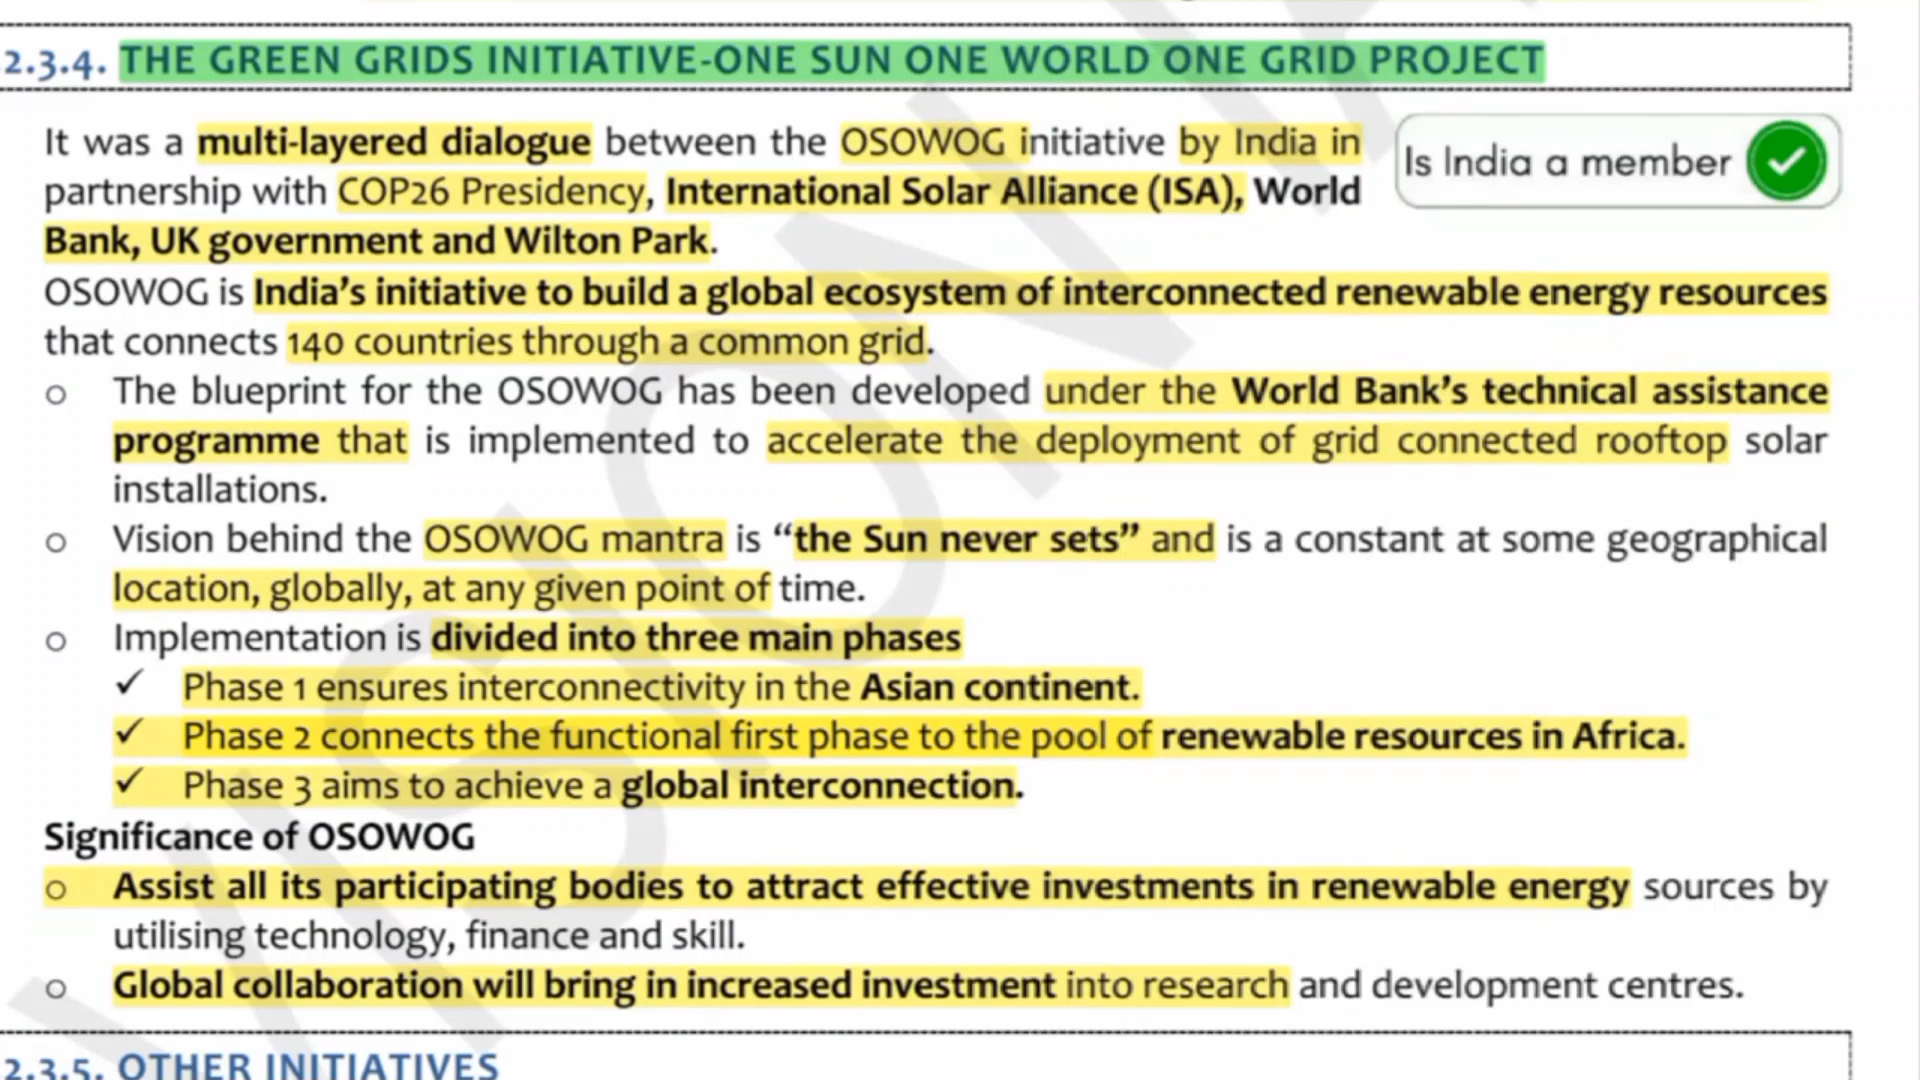 2.3.4. THE GREEN GRIDS INITIATIVE-ONE SUN ONE WORLD ONE GRID PROJECT
It was a multi-layered dialogue between the OSOWOG initiative by India in
partnership with COP26 Presidency, International Solar Alliance (ISA), World
Bank, UK government and Wilton Park.
Is India a member
OSOWOG is India's initiative to build a global ecosystem of interconnected renewable energy resources
that connects 140 countries through a common grid.
o The blueprint for the OSOWOG has been developed under the World Bank's technical assistance
programme that is implemented to accelerate the deployment of grid connected rooftop solar
installations.
o Vision behind the OSOWOG mantra is “the Sun never sets” and is a constant at some geographical
location, globally, at any given point of time.
o Implementation is divided into three main phases
✓ Phase 1 ensures interconnectivity in the Asian continent.
✓ Phase 2 connects the functional first phase to the pool of renewable resources in Africa.
✓ Phase 3 aims to achieve a global interconnection.
Significance of OSOWOG
o Assist all its participating bodies to attract effective investments in renewable energy sources by
utilising technology, finance and skill.
o Global collaboration will bring in increased investment into research and development centres.
2.3.5. OTHER INITIATIVES